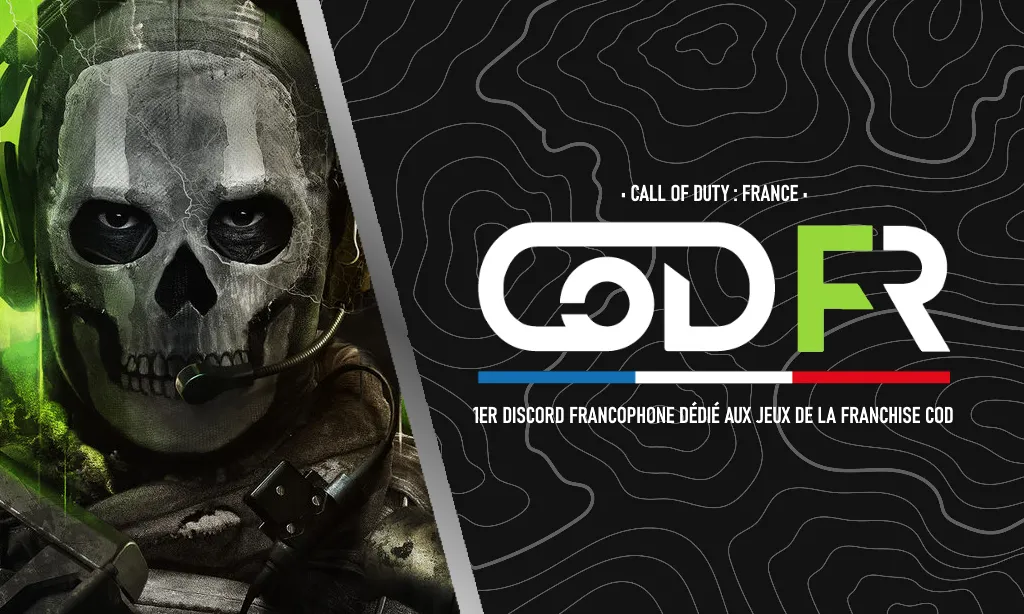 · CALL OF DUTY : FRANCE ·
CODFR
1ER DISCORD FRANCOPHONE DÉDIÉ AUX JEUX DE LA FRANCHISE COD